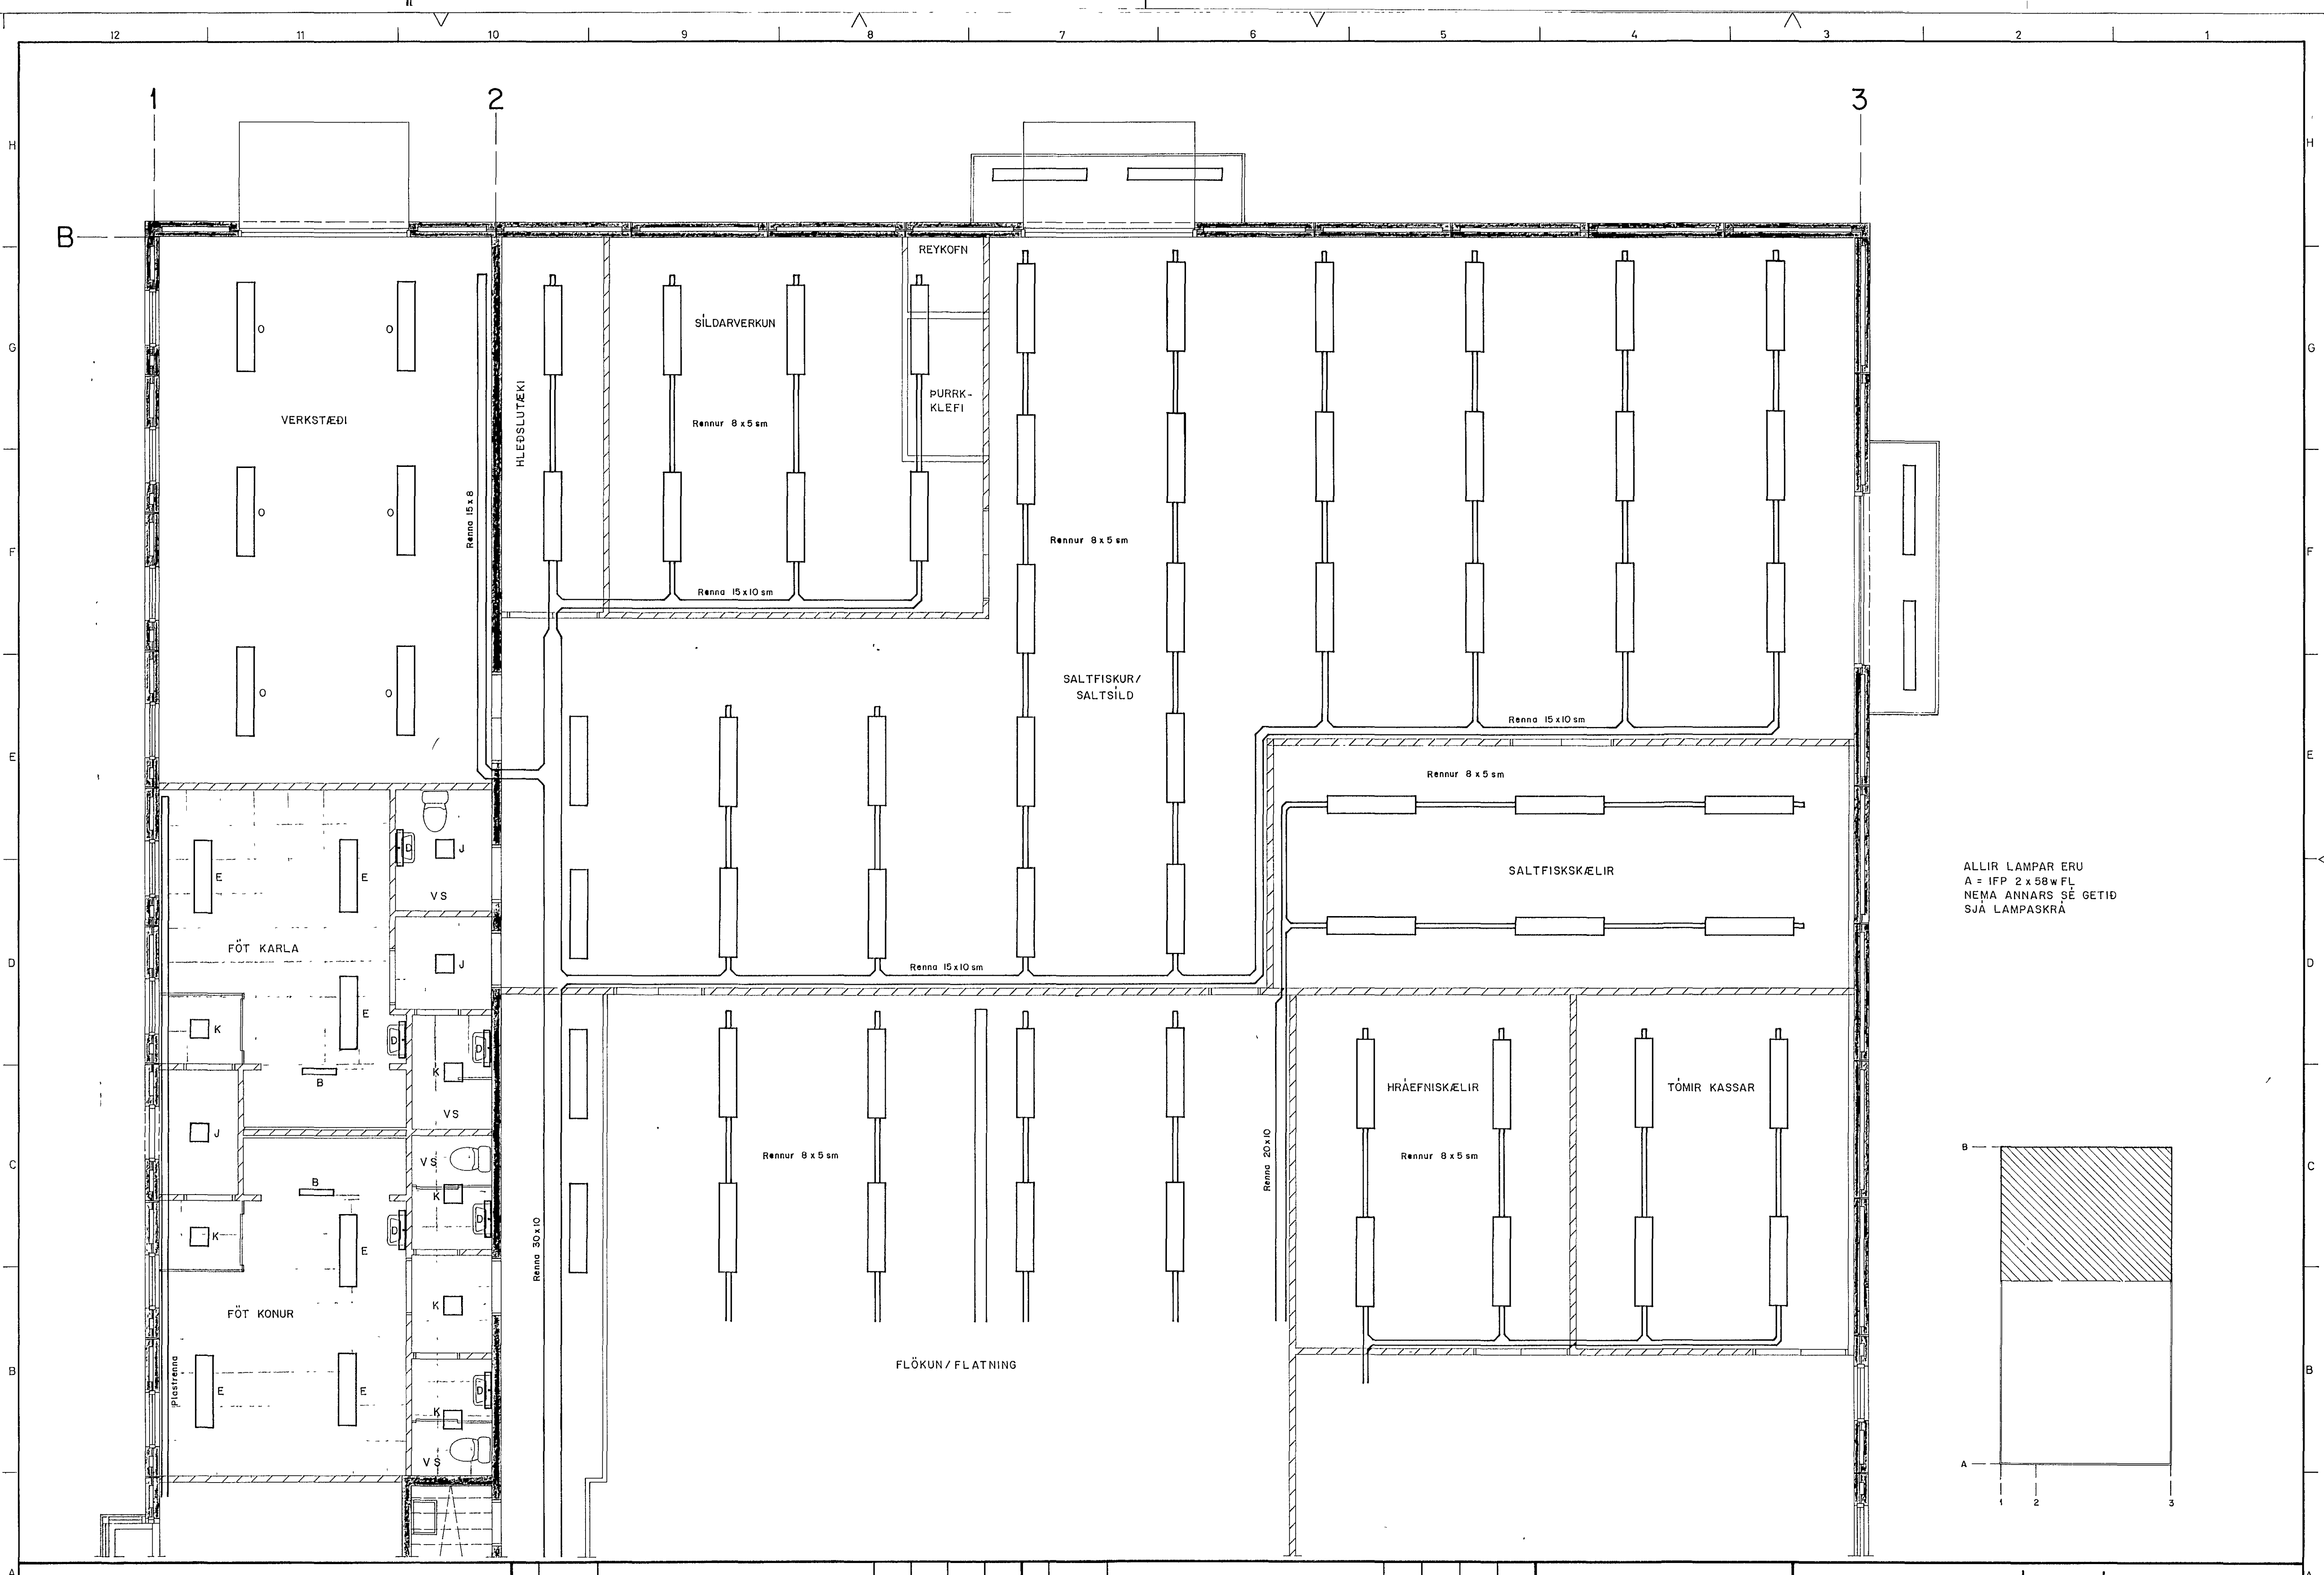 12 11 10 9 8 7 6 5 4 3 2 1
1 2 3
H H
B
REYKOFN
G G
O O
SÍLDARVERKUN
HLEÐSLUTÆKI
ÞURRK-
KLEFI
VERKSTÆÐI
Rennur 8 x 5 sm
Renna 15 x 8
O O
Rennur 8 x 5 sm
F F
Renna 15 x 10 sm
SALTFISKUR/
SALTSÍLD
O O
Renna 15 x 10 sm
E E
Rennur 8 x 5 sm
D J
E E
SALTFISKSKÆLIR
ALLIR LAMPAR ERU
A = IFP 2 x 58 w FL
NEMA ANNARS SÉ GETIÐ
SJÁ LAMPASKRÁ
VS
FÖT KARLA
J
D D
Renna 15 x 10 sm
E
K
D D
K
B
HRÁEFNISKÆLIR
TÓMIR KASSAR
VS
J
Rennur 8 x 5 sm
Rennur 8 x 5 sm
Renna 20 x 10
B
C C
VS
B
K
D D
K
E
Renna 30 x 10
K
FÖT KONUR
FLÖKUN / FLATNING
B B
Plastrenna
E E
D
K
VS
A
1 2 3
A A